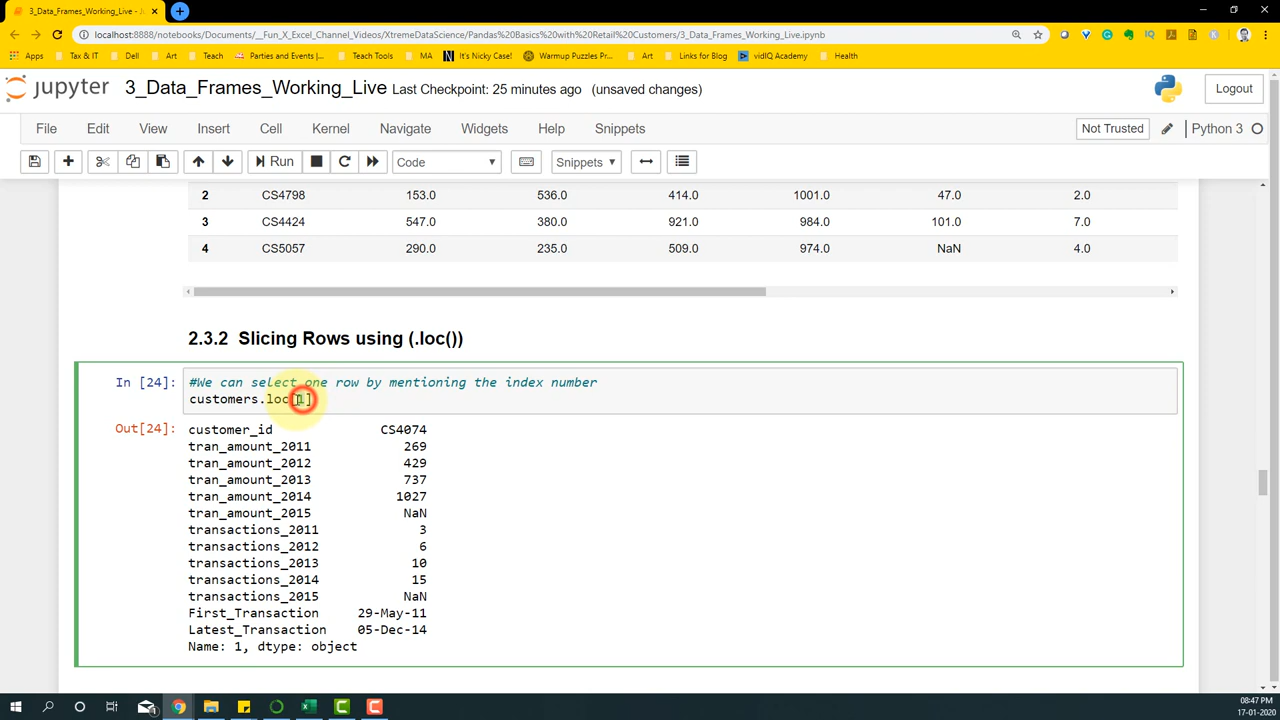 3_Data_Frames_Working_Live -
localhost:8888/notebooks/Documents/__Fun_X_Excel_Channel_Videos/XtremeDataScience/Pandas%20Basics%20with%20Retail%20Customers/3_Data_Frames_Working_Live.ipynb
Apps Tax & IT Dell Art Teach Parties and Events |... Teach Tools MA It's Nicky Case! Warmup Puzzles Pr... Art Links for Blog vidIQ Academy Health
jupyter 3_Data_Frames_Working_Live Last Checkpoint: 25 minutes ago (unsaved changes) Logout
File Edit View Insert Cell Kernel Navigate Widgets Help Snippets Not Trusted Python 3
Run Code Snippets
2 CS4798 153.0 536.0 414.0 1001.0 47.0 2.0
3 CS4424 547.0 380.0 921.0 984.0 101.0 7.0
4 CS5057 290.0 235.0 509.0 974.0 NaN 4.0
2.3.2 Slicing Rows using (.loc())
In [24]: #We can select one row by mentioning the index number
customers.loc[1]
Out[24]: customer_id CS4074
tran_amount_2011 269
tran_amount_2012 429
tran_amount_2013 737
tran_amount_2014 1027
tran_amount_2015 NaN
transactions_2011 3
transactions_2012 6
transactions_2013 10
transactions_2014 15
transactions_2015 NaN
First_Transaction 29-May-11
Latest_Transaction 05-Dec-14
Name: 1, dtype: object
08:47 PM
17-01-2020